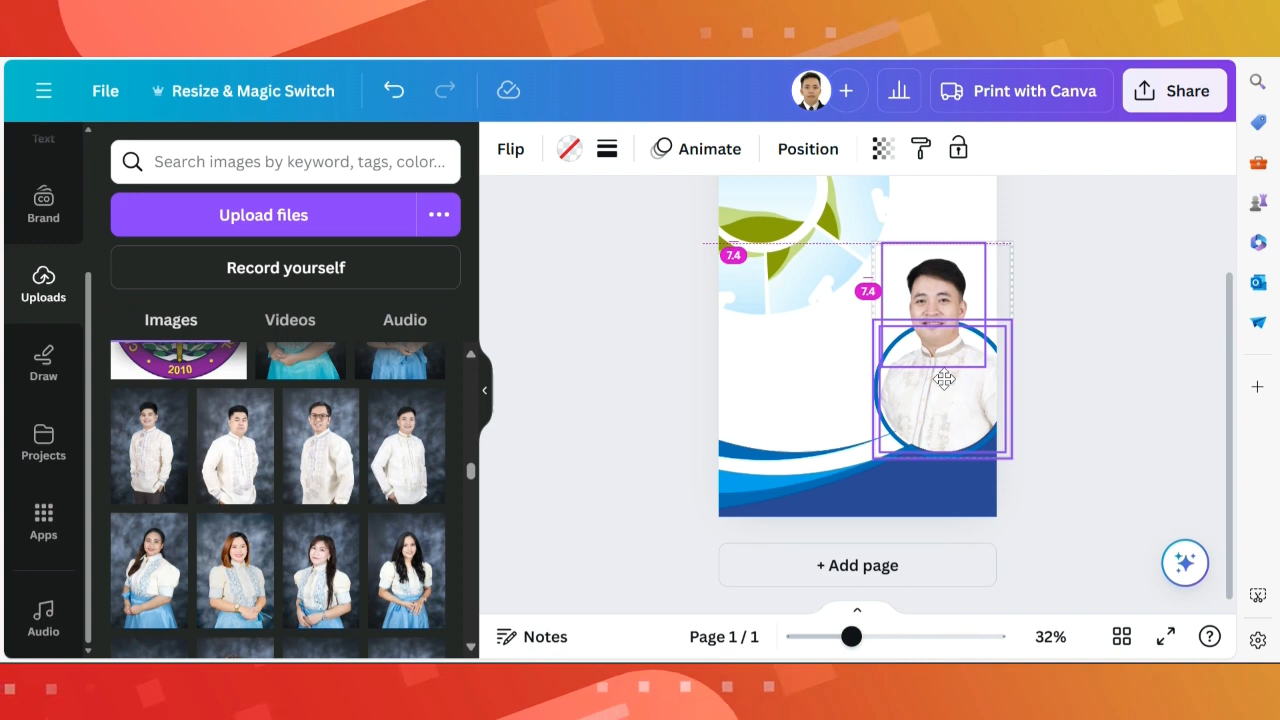 File
Resize & Magic Switch
Print with Canva
Share
Text
Search images by keyword, tags, color...
Flip
Animate
Position
Brand
Upload files
•••
Record yourself
7.4
7.4
Uploads
Images
Videos
Audio
2010
Draw
Projects
Apps
+ Add page
Audio
Notes
Page 1 / 1
32%